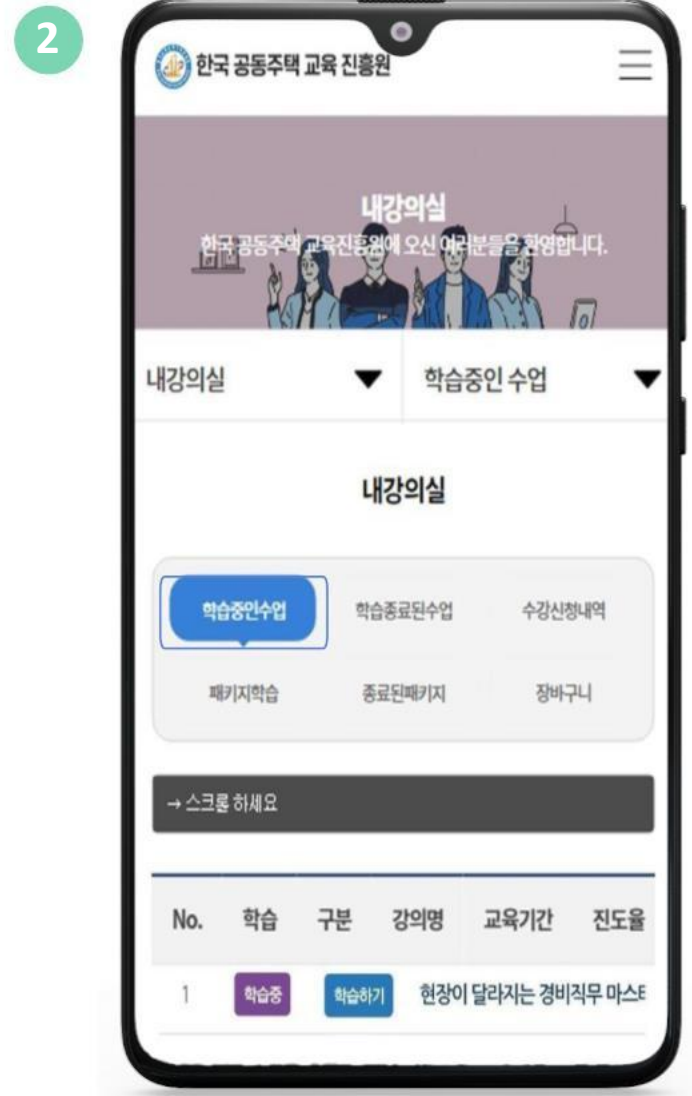 2
한국 공동주택 교육 진흥원
내강의실
한국 공동주택 교육진흥원에 오신 여러분들을 환영합니다.
내강의실
학습중인 수업
내강의실
학습중인수업 학습종료된수업 수강신청내역
패키지학습 종료된패키지 장바구니
→ 스크롤 하세요
No. 학습 구분 강의명 교육기간 진도율
1 학습중 학습하기 현장이 달라지는 경비직무